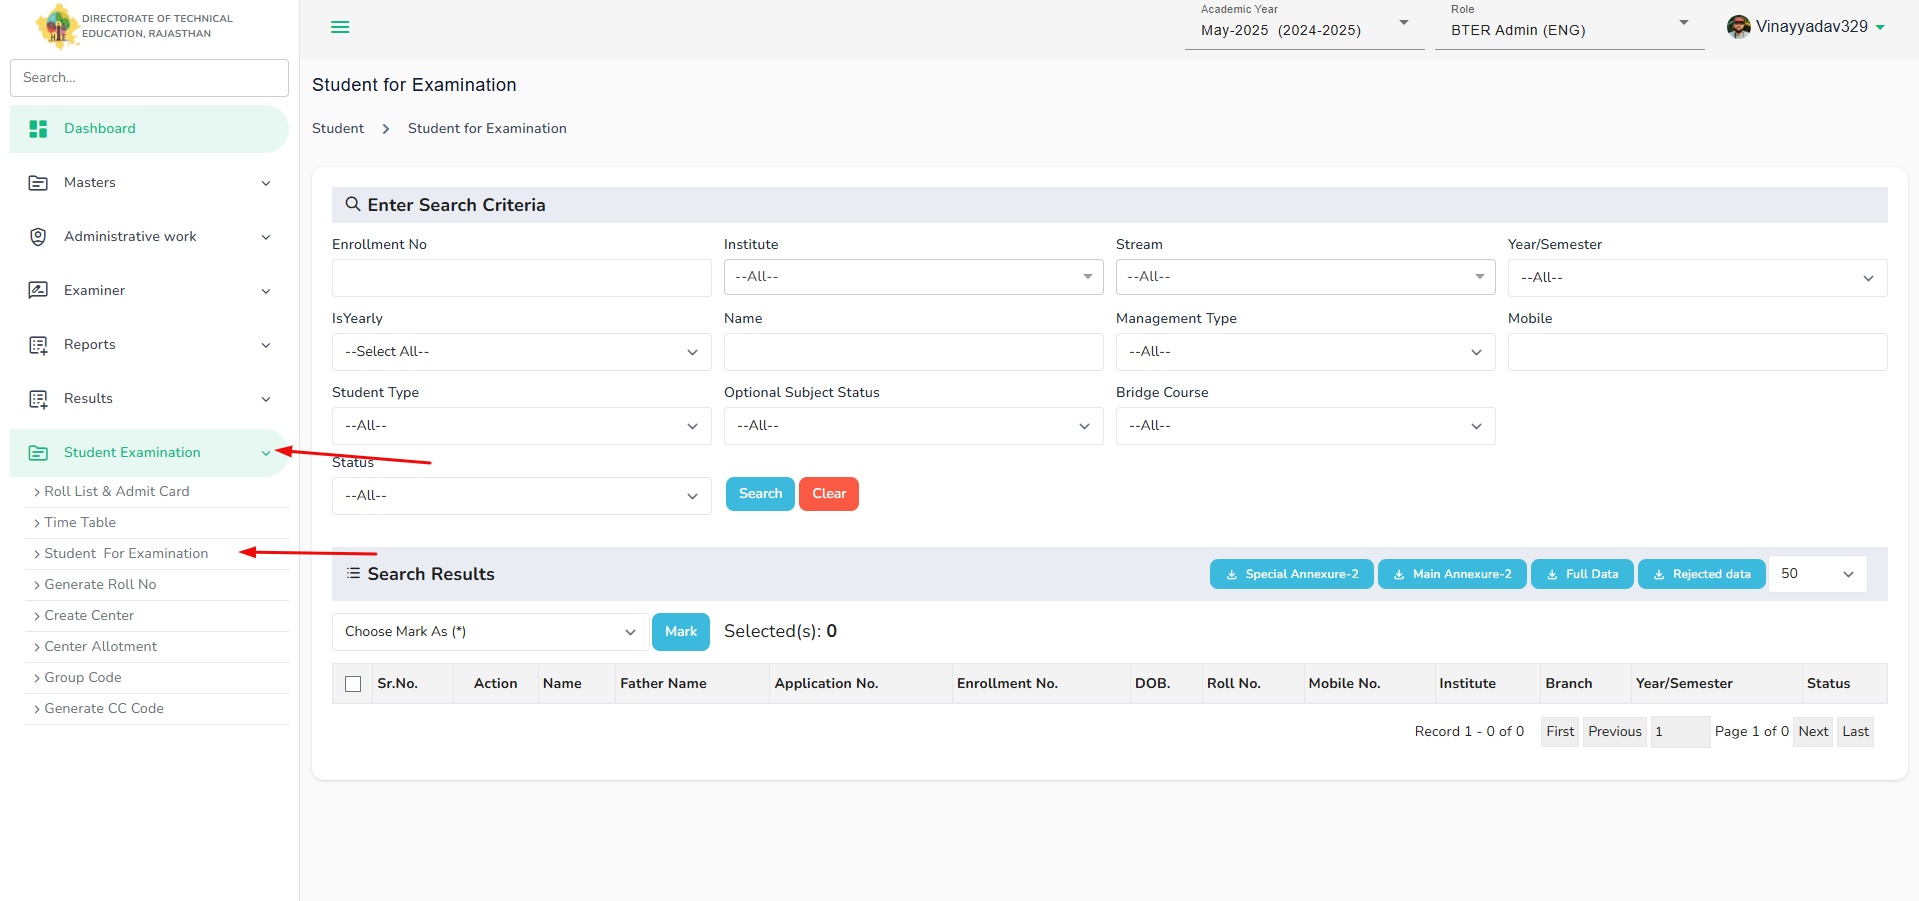 DIRECTORATE OF TECHNICAL
EDUCATION, RAJASTHAN
Search...
Dashboard
Masters
Administrative work
Examiner
Reports
Results
Student Examination
Roll List & Admit Card
Time Table
Student For Examination
Generate Roll No
Create Center
Center Allotment
Group Code
Generate CC Code
Academic Year
May-2025 (2024-2025)
Role
BTER Admin (ENG)
Vinayyadav329
Student for Examination
Student > Student for Examination
Enter Search Criteria
Enrollment No Institute Stream Year/Semester
--All-- --All-- --All--
IsYearly Name Management Type Mobile
--Select All-- --All--
Student Type Optional Subject Status Bridge Course
--All-- --All-- --All--
Status
--All-- Search Clear
Search Results Special Annexure-2 Main Annexure-2 Full Data Rejected data 50
Choose Mark As (*) Mark Selected(s): 0
Sr.No. Action Name Father Name Application No. Enrollment No. DOB. Roll No. Mobile No. Institute Branch Year/Semester Status
Record 1 - 0 of 0 First Previous 1 Page 1 of 0 Next Last